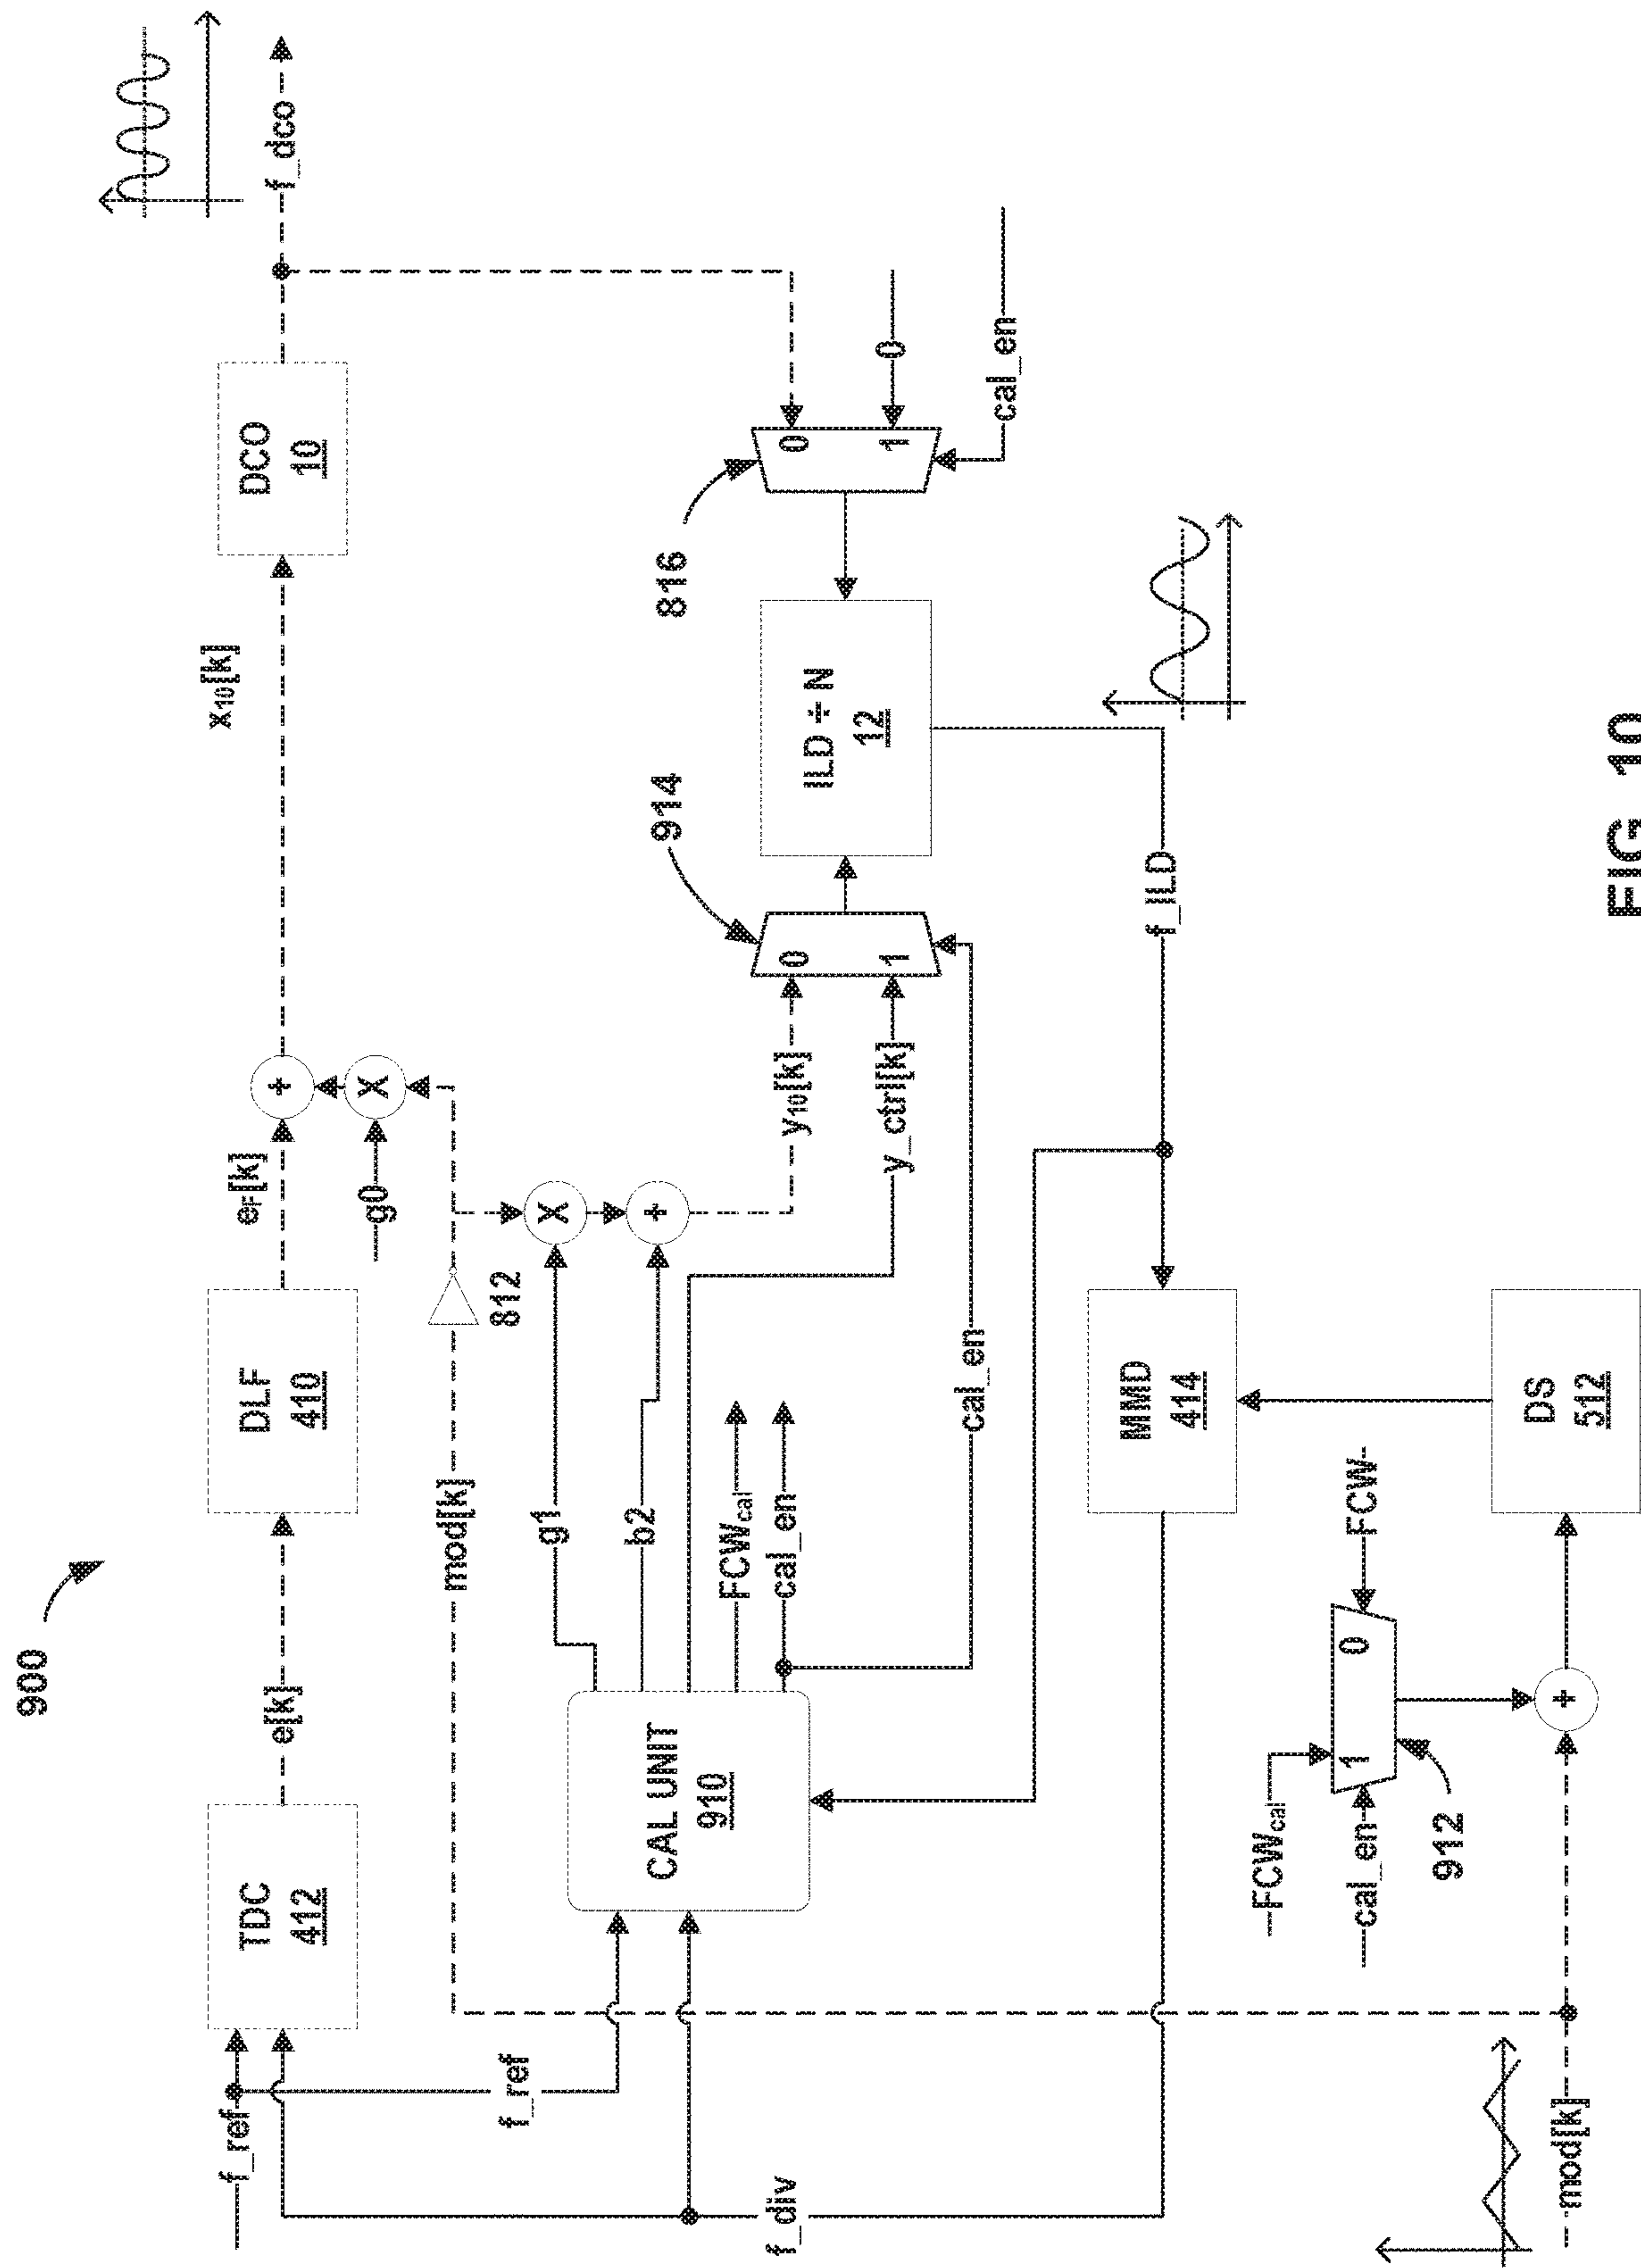 900
f_ref
TDC
412
e[k]
DLF
410
eF[k]
+
x10[k]
DCO
10
f_dco
g0
X
f_ref
mod[k]
812
CAL UNIT
910
g1
X
b2
+
y10[k]
y_ctrl[k]
FCWcal
cal_en
cal_en
914
0
1
ILD ÷ N
12
816
0
1
0
cal_en
f_div
MMD
414
f_ILD
FCWcal
cal_en
1
0
FCW
912
mod[k]
+
DS
512
FIG. 10